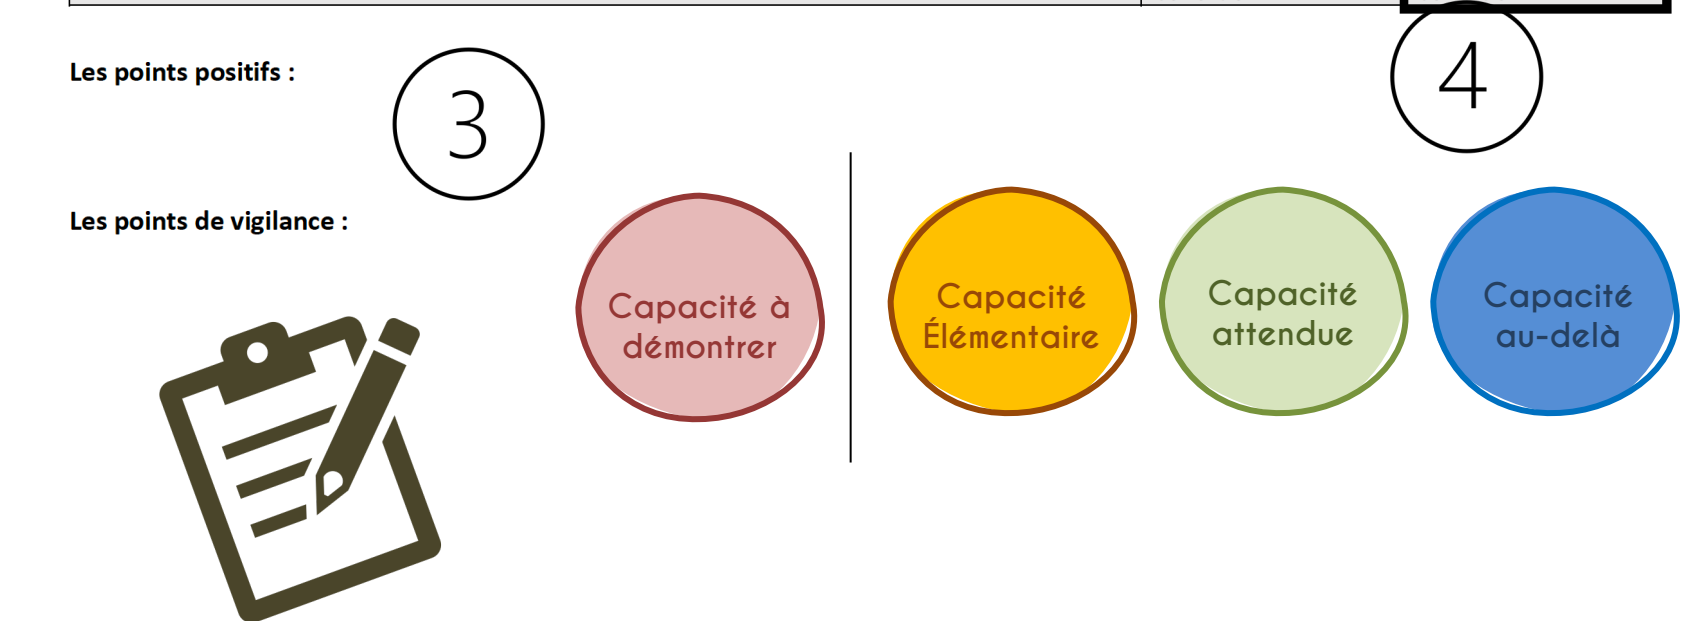 Les points positifs :
3
4
Les points de vigilance :
Capacité à
démontrer
Capacité
Élémentaire
Capacité
attendue
Capacité
au-delà